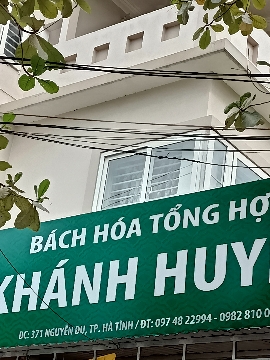 BÁCH HÓA TỔNG HỢ
KHÁNH HUY
ĐC: 371 NGUYỄN DU, TP. HÀ TĨNH / ĐT: 097 48 22994 - 0982 810 0